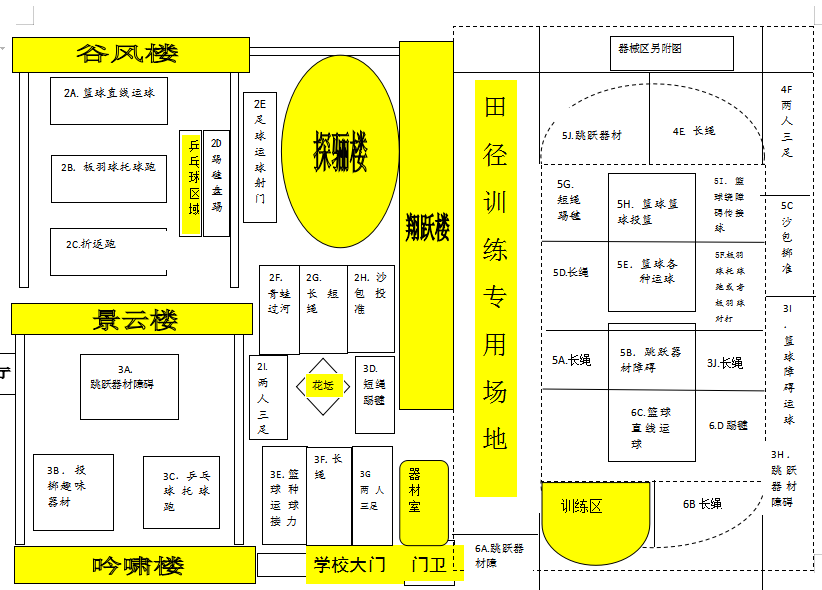 谷风楼
2A.篮球直线运球
2B. 板羽球托球跑
2C.折返跑
乒
乓
球
区
域
2D
踢
毽
盘
踢
2E
足
球
运
球
射
门
探骊楼
翔跃楼
2F.
青蛙
过河
2G.
长 短
绳
2H. 沙
包 投
准
景云楼
厅
3A.
跳跃器材障碍
3B. 投
掷趣味
器材
3C. 乒乓
球 托 球
跑
2I.
两
人
三
足
花坛
3D.
短绳
踢毽
3E. 篮
球 种
运 球
接 力
3F. 长
绳
3G
两 人
三足
器
材
室
吟啸楼
学校大门 门卫
田
径
训
练
专
用
场
地
器械区另附图
5J.跳跃器材
4E 长绳
4F
两
人
三
足
5G.
短绳
踢毽
5H. 篮球篮
球投篮
5I. 篮
球绕障
碍传接
球
5C
沙
包
掷
准
5D.长绳
5E. 篮球各
种运球
5F.板羽
球托球
跑或者
板羽球
对打
3I
.
篮
球
障
碍
运
球
5A.长绳
5B. 跳跃器
材障碍
3J.长绳
6C.篮球
直线运
球
6.D 踢毽
3H.
跳跃
器材
障碍
训练区
6B 长绳
6A.跳跃器
材障